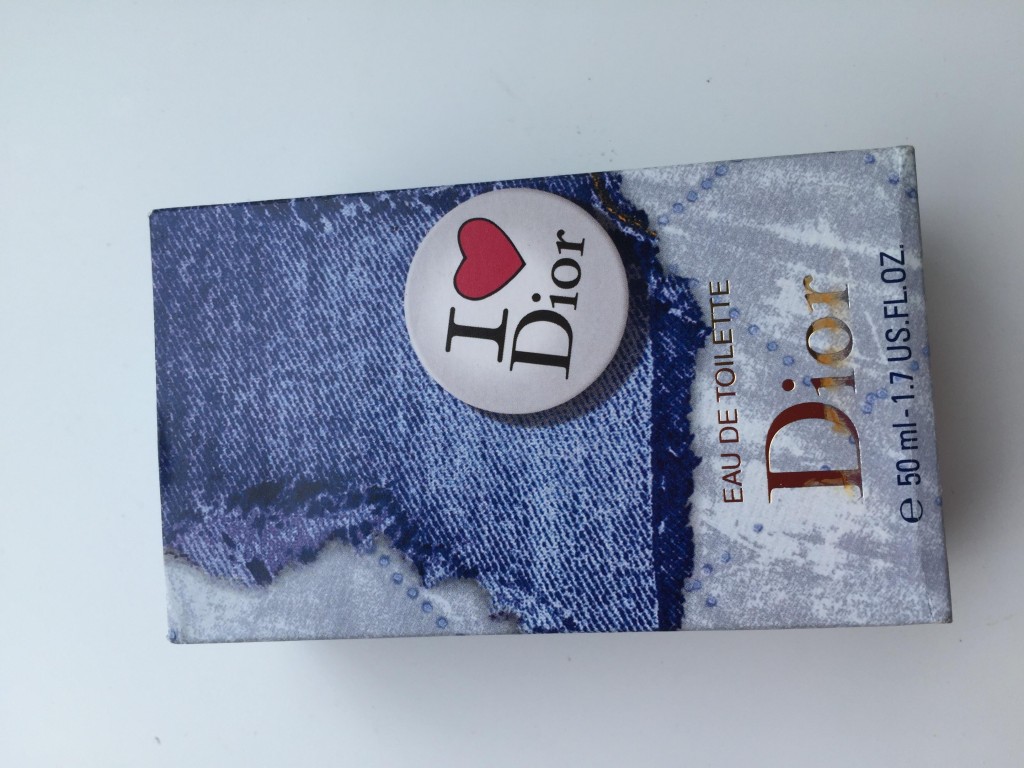 I ❤
Dior
EAU DE TOILETTE
Dior
℮ 50 ml - 1.7 US.FL.OZ.